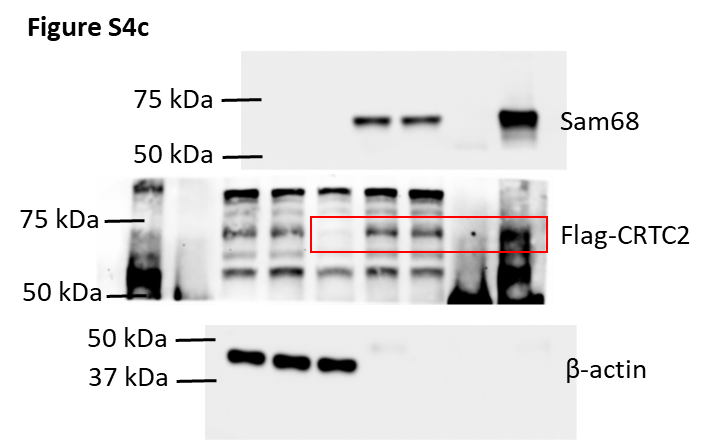 Figure S4c
75 kDa
Sam68
50 kDa
75 kDa
Flag-CRTC2
50 kDa
50 kDa
β-actin
37 kDa